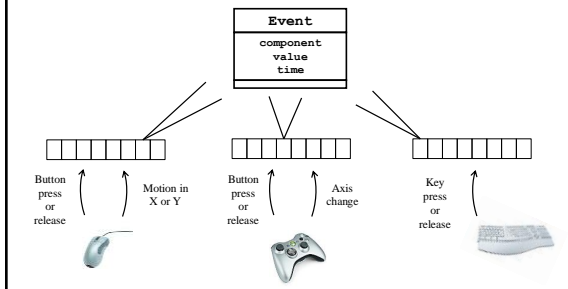 Event
component
value
time
Button
press
or
release
Motion in
X or Y
Button
press
or
release
Axis
change
Key
press
or
release